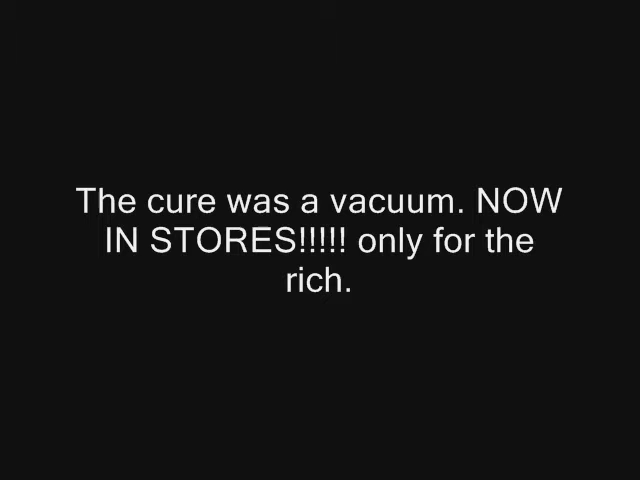 The cure was a vacuum. NOW
IN STORES!!!!! only for the
rich.